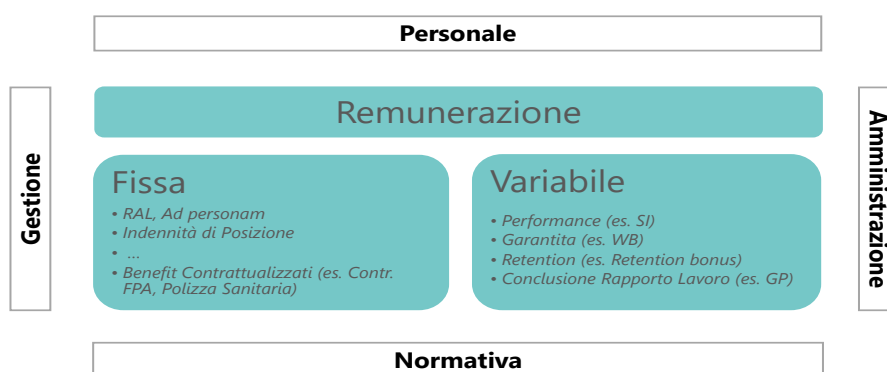 Personale
Gestione
Remunerazione
Fissa
• RAL, Ad personam
• Indennità di Posizione
• ...
• Benefit Contrattualizzati (es. Contr.
FPA, Polizza Sanitaria)
Variabile
• Performance (es. SI)
• Garantita (es. WB)
• Retention (es. Retention bonus)
• Conclusione Rapporto Lavoro (es. GP)
Amministrazione
Normativa